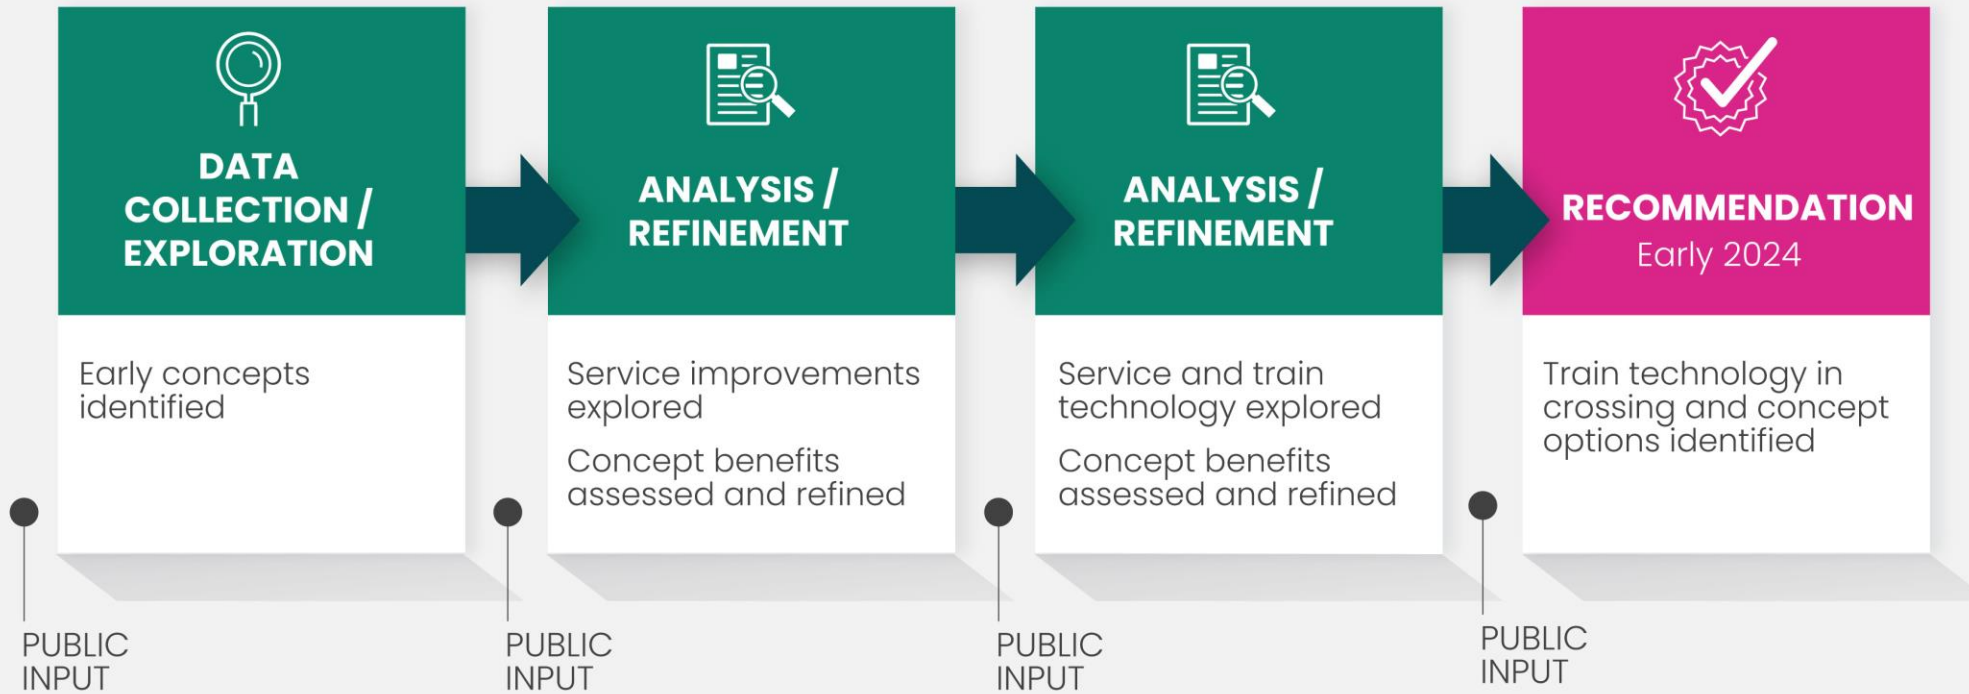 DATA
COLLECTION /
EXPLORATION
Early concepts
identified
ANALYSIS /
REFINEMENT
Service improvements
explored
Concept benefits
assessed and refined
ANALYSIS /
REFINEMENT
Service and train
technology explored
Concept benefits
assessed and refined
RECOMMENDATION
Early 2024
Train technology in
crossing and concept
options identified
PUBLIC
INPUT
PUBLIC
INPUT
PUBLIC
INPUT
PUBLIC
INPUT